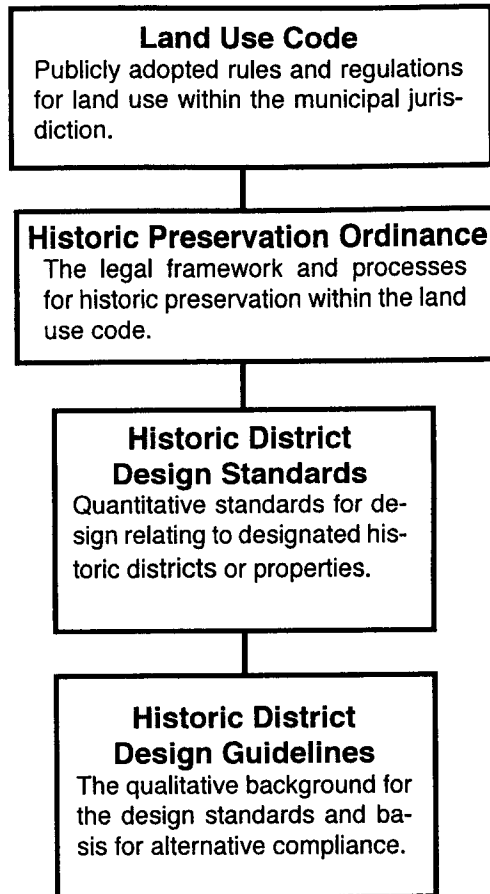 Land Use Code
Publicly adopted rules and regulations
for land use within the municipal juris-
diction.
Historic Preservation Ordinance
The legal framework and processes
for historic preservation within the land
use code.
Historic District
Design Standards
Quantitative standards for de-
sign relating to designated his-
toric districts or properties.
Historic District
Design Guidelines
The qualitative background for
the design standards and ba-
sis for alternative compliance.